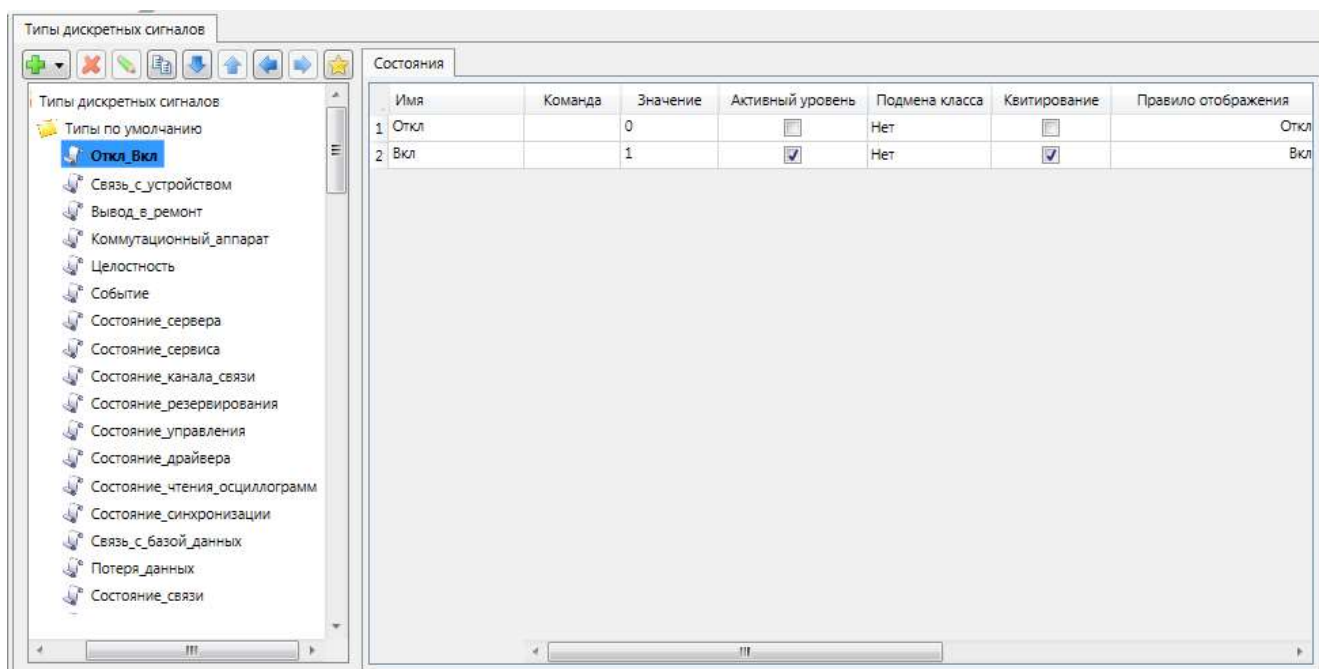 Типы дискретных сигналов
Состояния
Типы дискретных сигналов
Типы по умолчанию
Откл_Вкл
Связь_с_устройством
Вывод_в_ремонт
Коммутационный_аппарат
Целостность
Событие
Состояние_сервера
Состояние_сервиса
Состояние_канала_связи
Состояние_резервирования
Состояние_управления
Состояние_драйвера
Состояние_чтения_осциллограмм
Состояние_синхронизации
Связь_с_базой_данных
Потеря_данных
Состояние_связи
Имя Команда Значение Активный уровень Подмена класса Квитирование Правило отображения
1 Откл 0 Нет Откл
2 Вкл 1 Нет Вкл